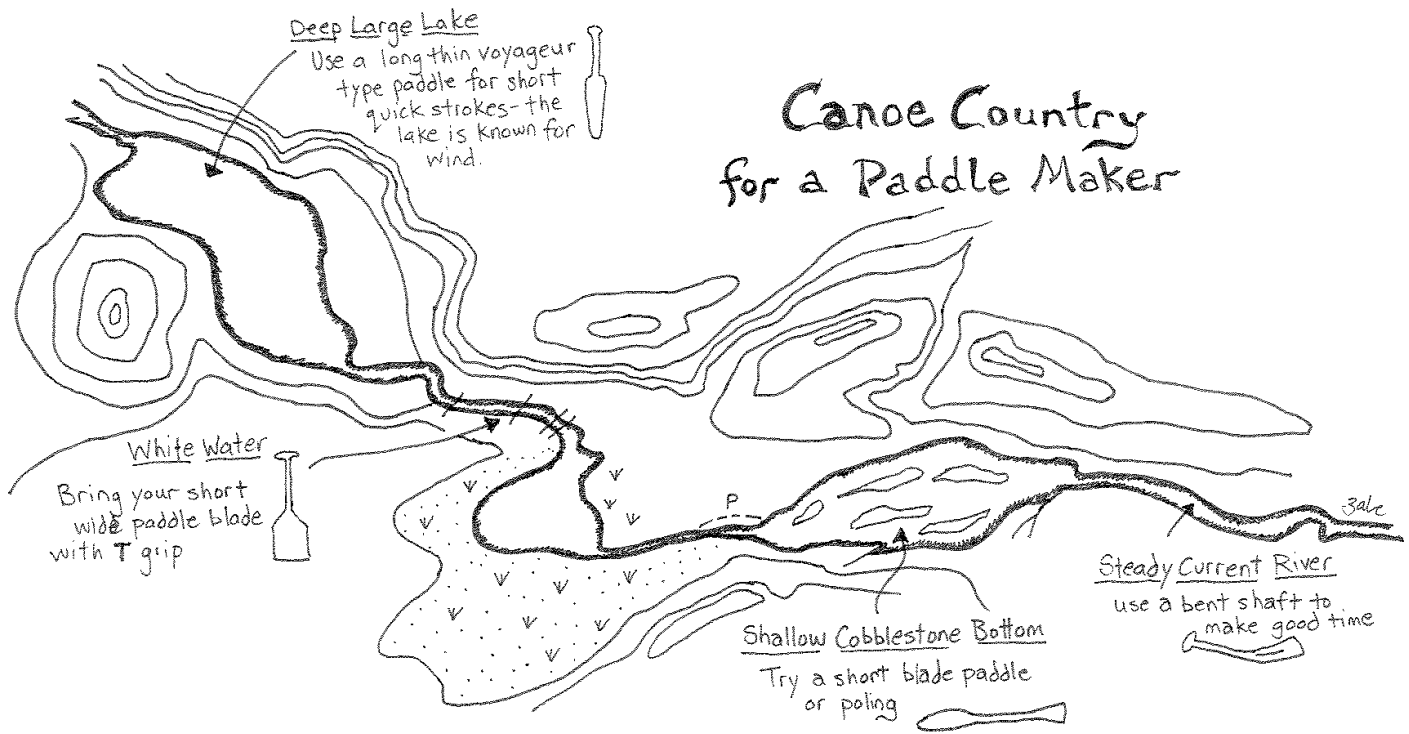 Deep Large Lake
Use a long thin voyageur
type paddle for short
quick strokes - the
lake is known for
wind.
Canoe Country
for a Paddle Maker
White Water
Bring your short
wide paddle blade
with T grip
P
Shallow Cobblestone Bottom
Try a short blade paddle
or poling
Steady Current River
use a bent shaft to
make good time